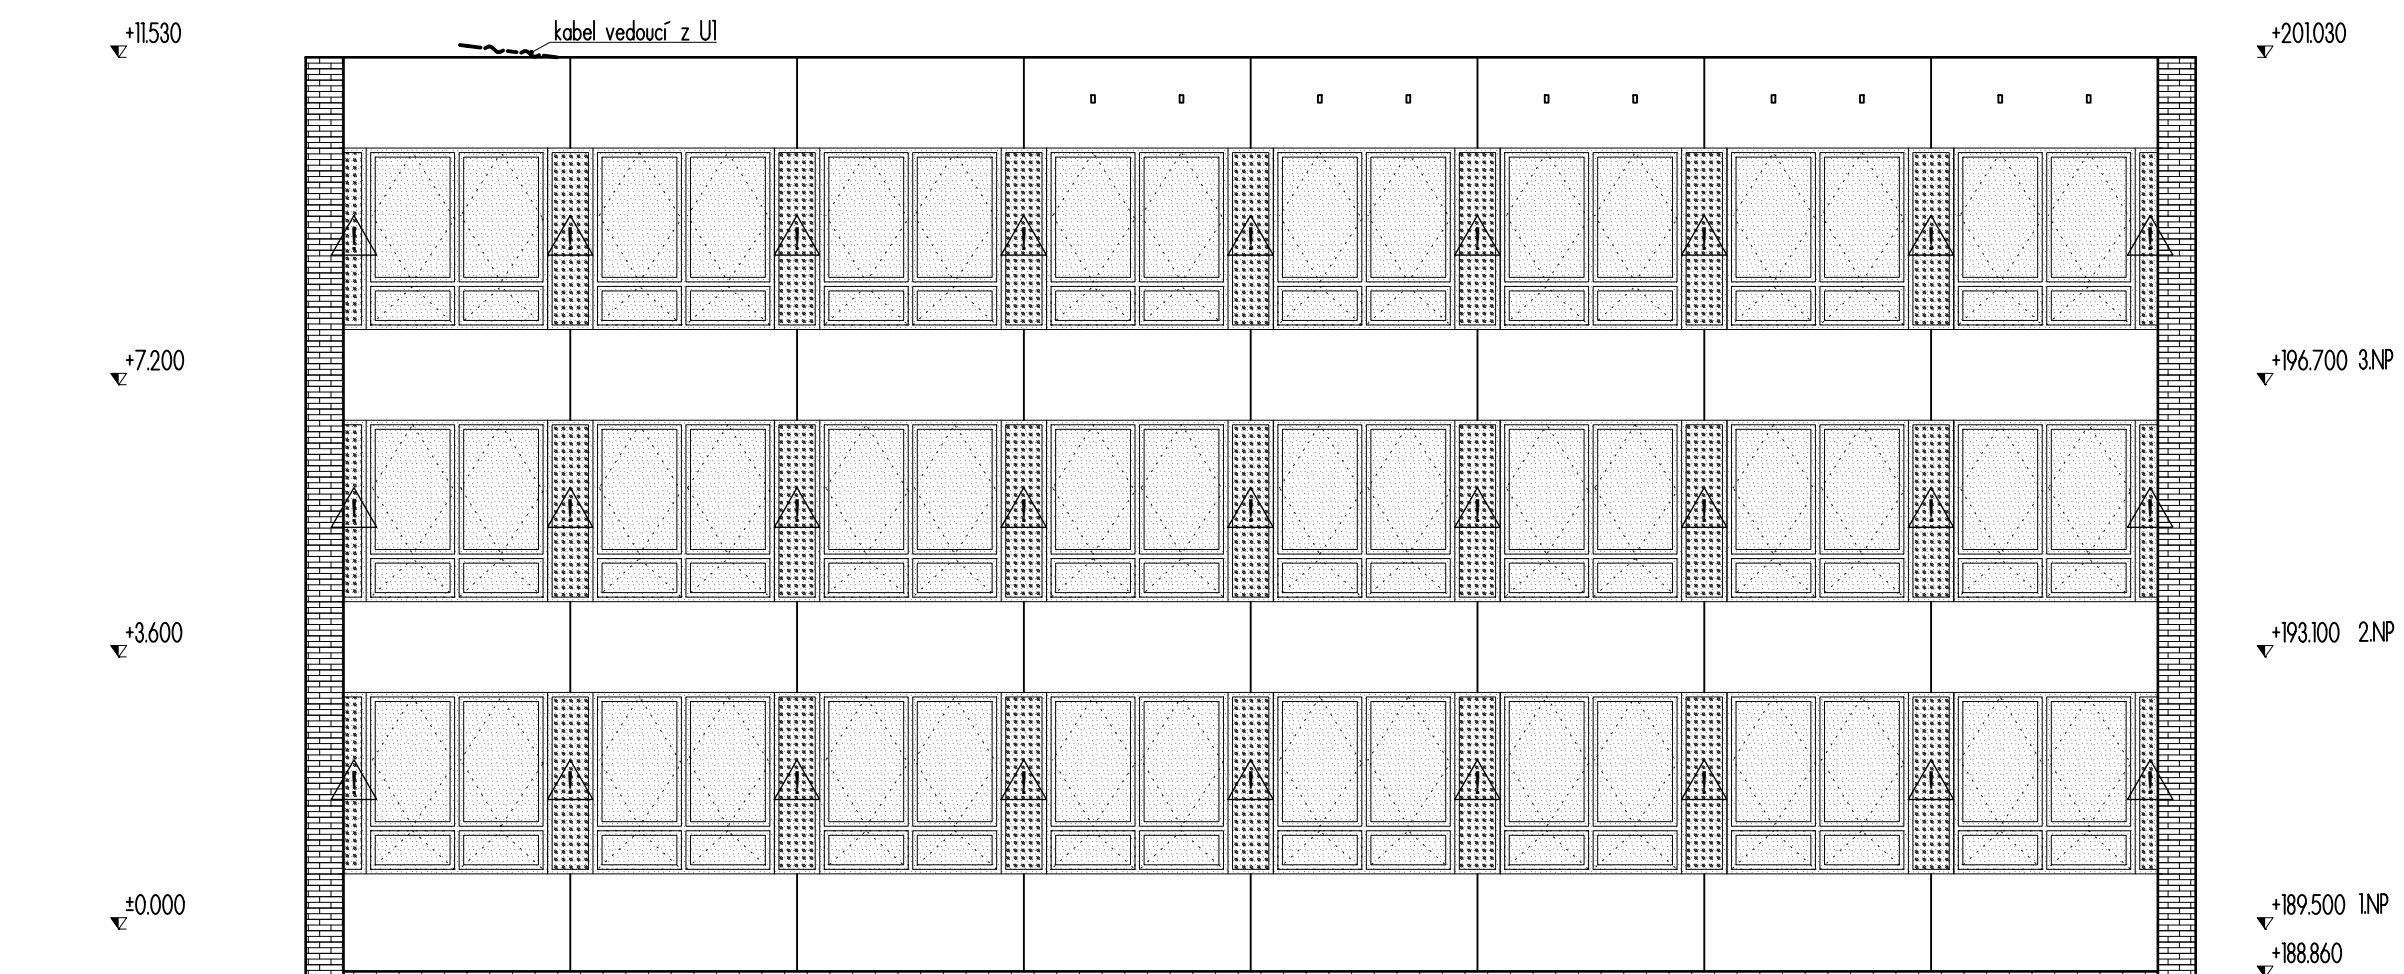 +11.530
kabel vedoucí z U1
+201.030
+7.200
+196.700 3.NP
+3.600
+193.100 2.NP
±0.000
+189.500 1.NP
+188.860